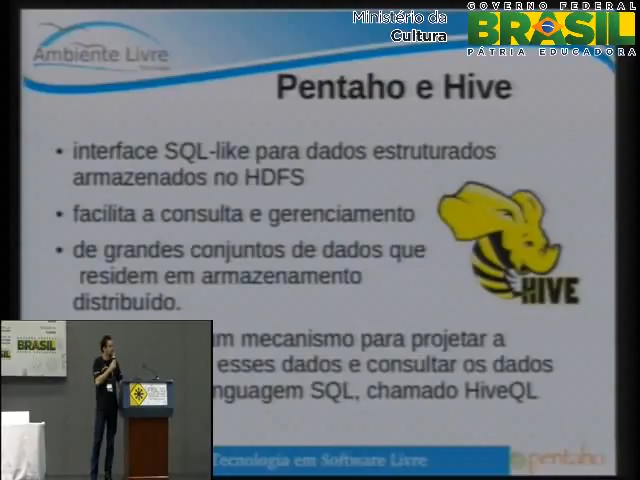 Ministério da
Cultura
GOVERNO FEDERAL
BRASIL
PÁTRIA EDUCADORA
Ambiente Livre
Pentaho e Hive
• interface SQL-like para dados estruturados
armazenados no HDFS
• facilita a consulta e gerenciamento
• de grandes conjuntos de dados que
residem em armazenamento
distribuído.
HIVE
um mecanismo para projetar a
esses dados e consultar os dados
linguagem SQL, chamado HiveQL
BRASIL
BRASIL
Tecnologia em Software Livre
pentaho